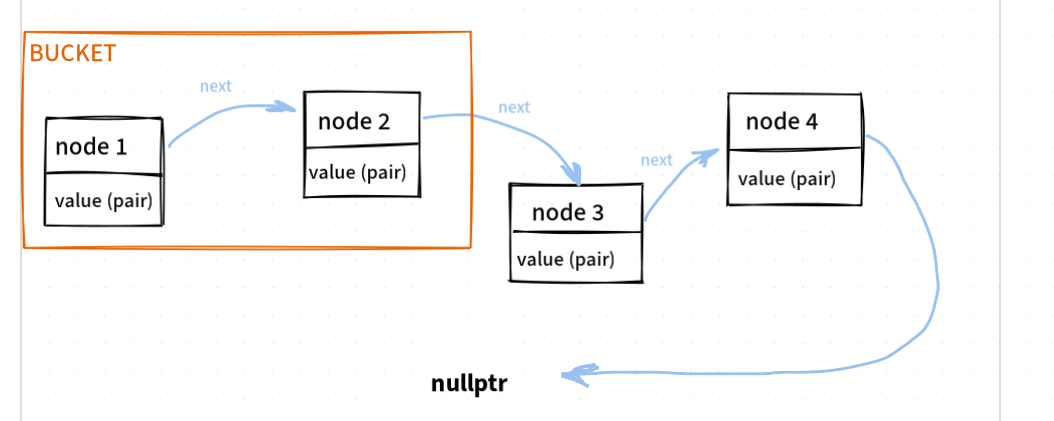 BUCKET
next
node 1
value (pair)
node 2
value (pair)
next
node 3
value (pair)
next
node 4
value (pair)
nullptr